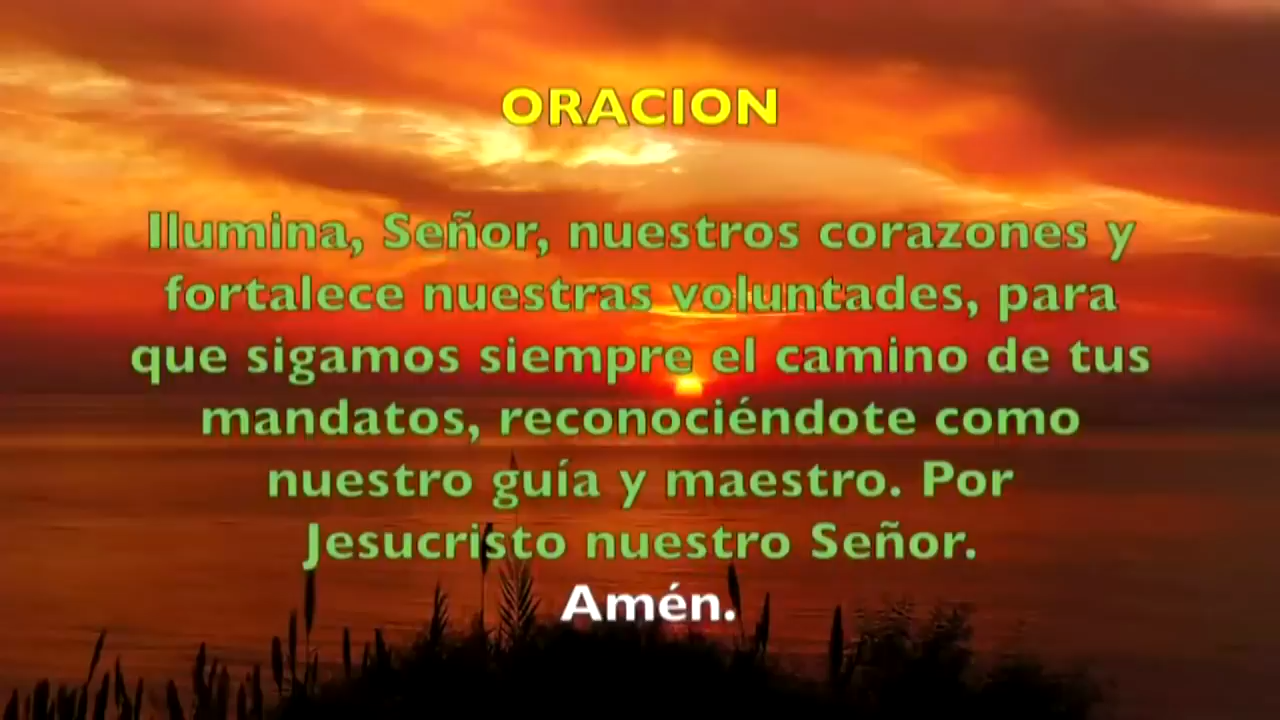 ORACION
Ilumina, Señor, nuestros corazones y
fortalece nuestras voluntades, para
que sigamos siempre el camino de tus
mandatos, reconociéndote como
nuestro guía y maestro. Por
Jesucristo nuestro Señor.
Amén.